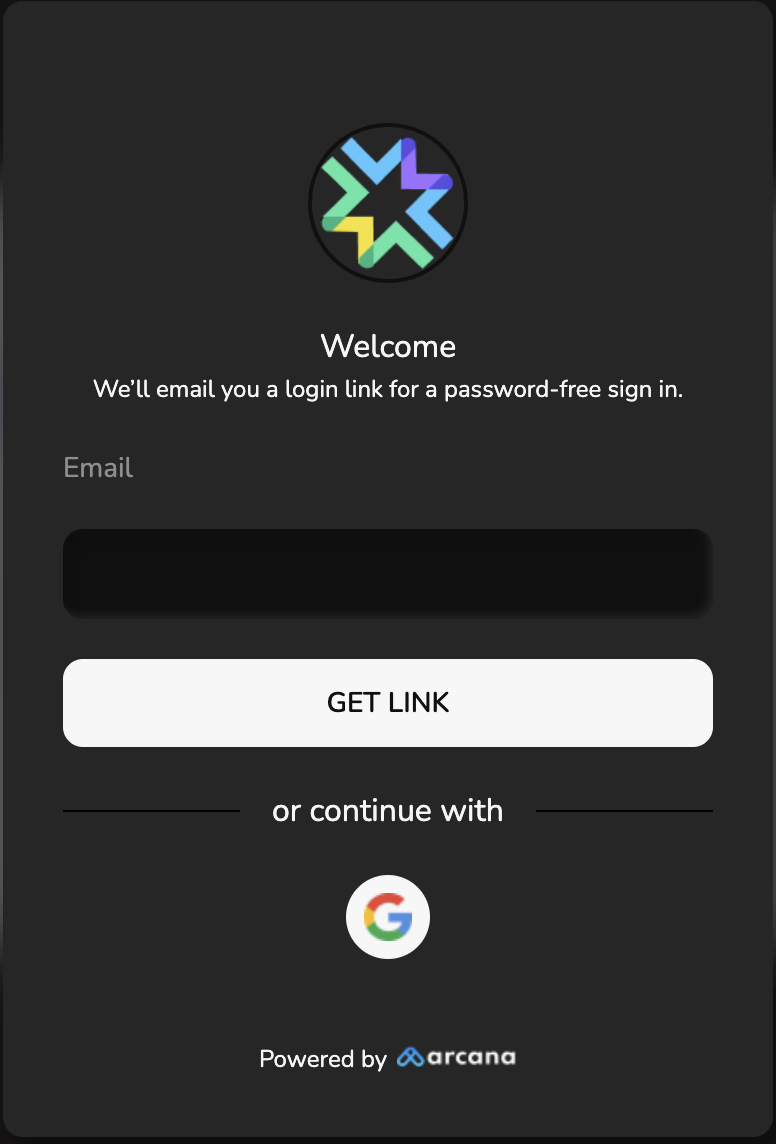 Welcome
We’ll email you a login link for a password-free sign in.
Email
GET LINK
or continue with
G
Powered by arcana